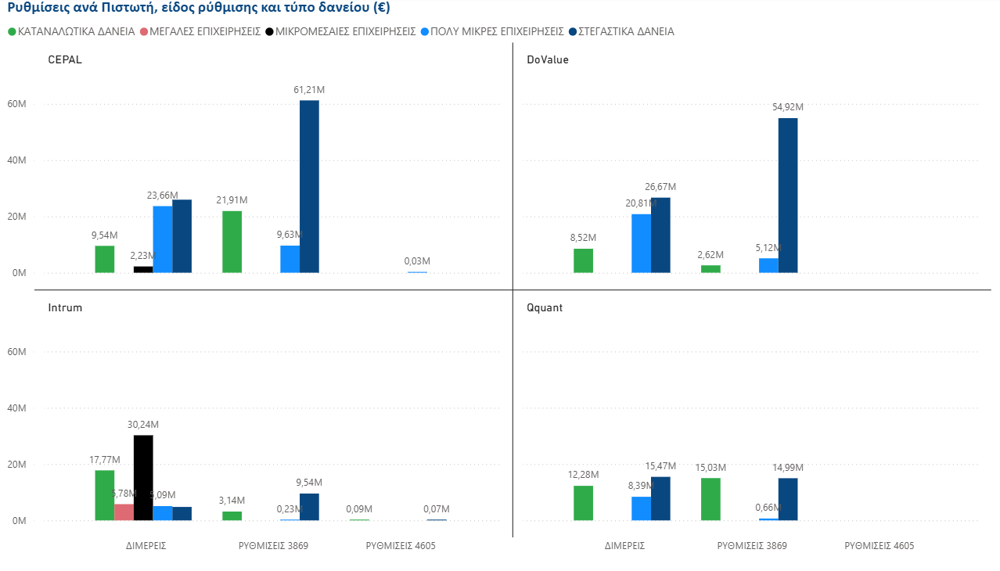 Ρυθμίσεις ανά Πιστωτή, είδος ρύθμισης και τύπο δανείου (€)
ΚΑΤΑΝΑΛΩΤΙΚΑ ΔΑΝΕΙΑ ΜΕΓΑΛΕΣ ΕΠΙΧΕΙΡΗΣΕΙΣ ΜΙΚΡΟΜΕΣΑΙΕΣ ΕΠΙΧΕΙΡΗΣΕΙΣ ΠΟΛΥ ΜΙΚΡΕΣ ΕΠΙΧΕΙΡΗΣΕΙΣ ΣΤΕΓΑΣΤΙΚΑ ΔΑΝΕΙΑ
CEPAL
60M
40M
20M
0M
9,54M
2,23M
23,66M
21,91M
9,63M
61,21M
0,03M
DoValue
8,52M
20,81M
26,67M
2,62M
5,12M
54,92M
Intrum
60M
40M
20M
0M
17,77M
5,78M
30,24M
5,09M
3,14M
0,23M
9,54M
0,09M
0,07M
ΔΙΜΕΡΕΙΣ
ΡΥΘΜΙΣΕΙΣ 3869
ΡΥΘΜΙΣΕΙΣ 4605
Qquant
12,28M
8,39M
15,47M
15,03M
0,66M
14,99M
ΔΙΜΕΡΕΙΣ
ΡΥΘΜΙΣΕΙΣ 3869
ΡΥΘΜΙΣΕΙΣ 4605